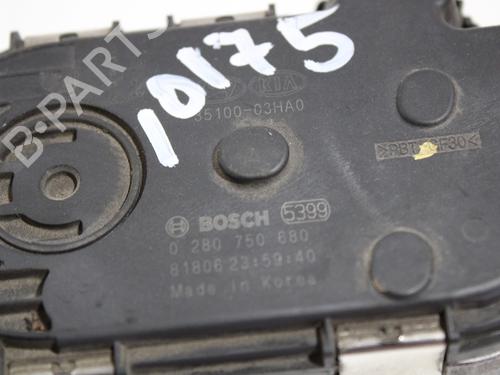 B-PARTS
10175
KIA
35100-03HA0
>PBT-GF30<
BOSCH 5399
0 280 750 680
81806 23:59:40
Made in Korea